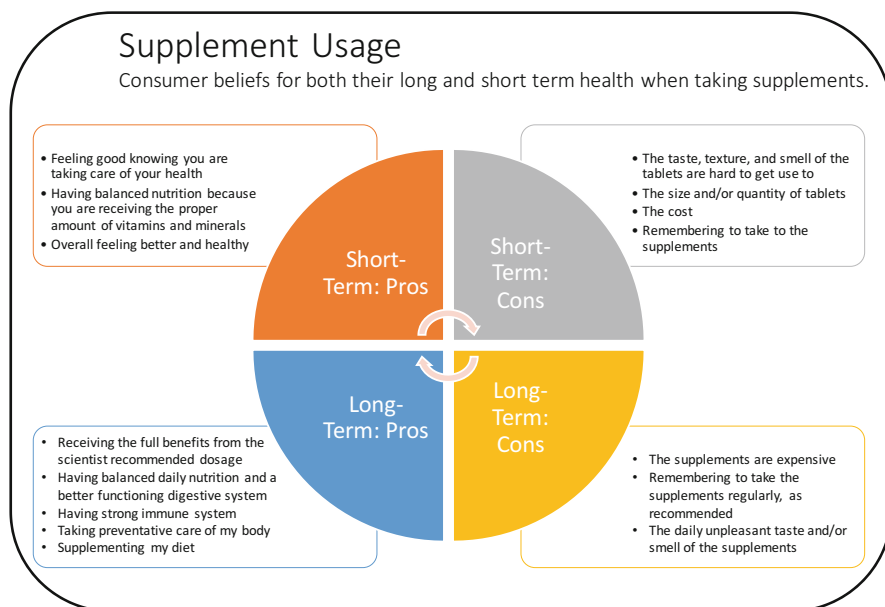 Supplement Usage
Consumer beliefs for both their long and short term health when taking supplements.
• Feeling good knowing you are
taking care of your health
• Having balanced nutrition because
you are receiving the proper
amount of vitamins and minerals
• Overall feeling better and healthy
• The taste, texture, and smell of the
tablets are hard to get use to
• The size and/or quantity of tablets
• The cost
• Remembering to take to the
supplements
Short-
Term: Pros
Short-
Term:
Cons
Long-
Term: Pros
Long-
Term:
Cons
• Receiving the full benefits from the
scientist recommended dosage
• Having balanced daily nutrition and a
better functioning digestive system
• Having strong immune system
• Taking preventative care of my body
• Supplementing my diet
• The supplements are expensive
• Remembering to take the
supplements regularly, as
recommended
• The daily unpleasant taste and/or
smell of the supplements